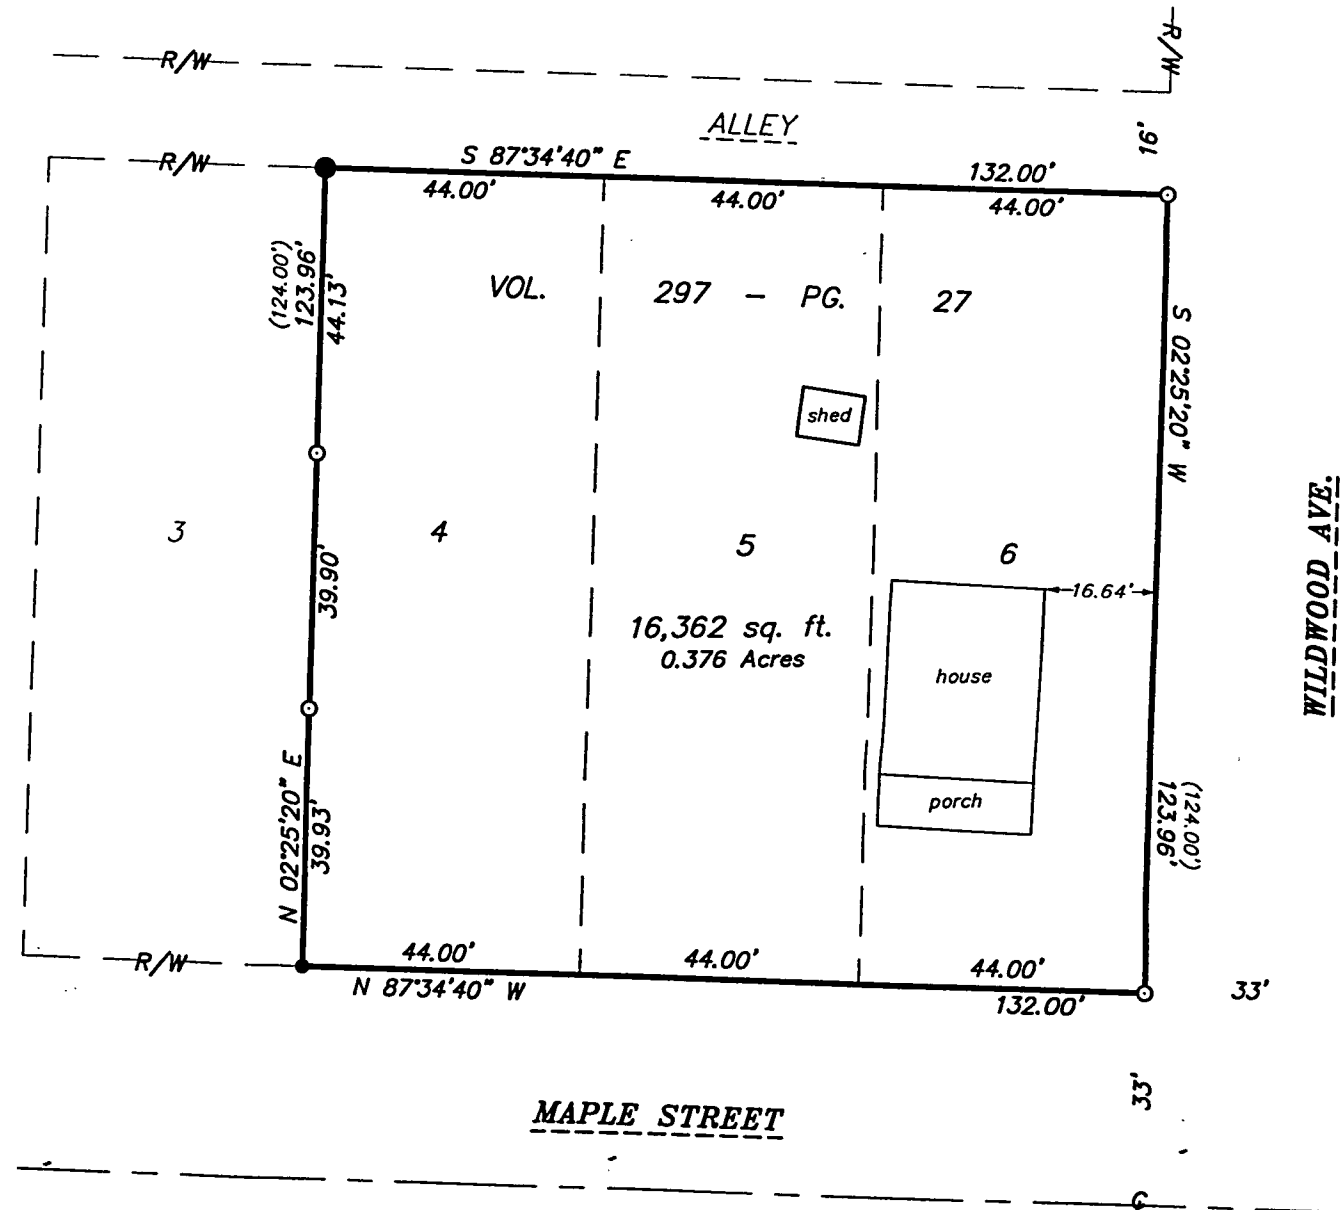 R/W
R/W
ALLEY
16'
R/W
S 87°34'40" E
132.00'
44.00'
44.00'
44.00'
(124.00')
123.96'
44.13'
VOL. 297 - PG. 27
S 02°25'20" W
shed
3
4
5
6
39.90'
16.64'
WILDWOOD AVE.
16,362 sq. ft.
0.376 Acres
house
N 02°25'20" E
39.93'
porch
(124.00')
123.96'
R/W
44.00'
44.00'
44.00'
N 87°34'40" W
132.00'
33'
33'
MAPLE STREET